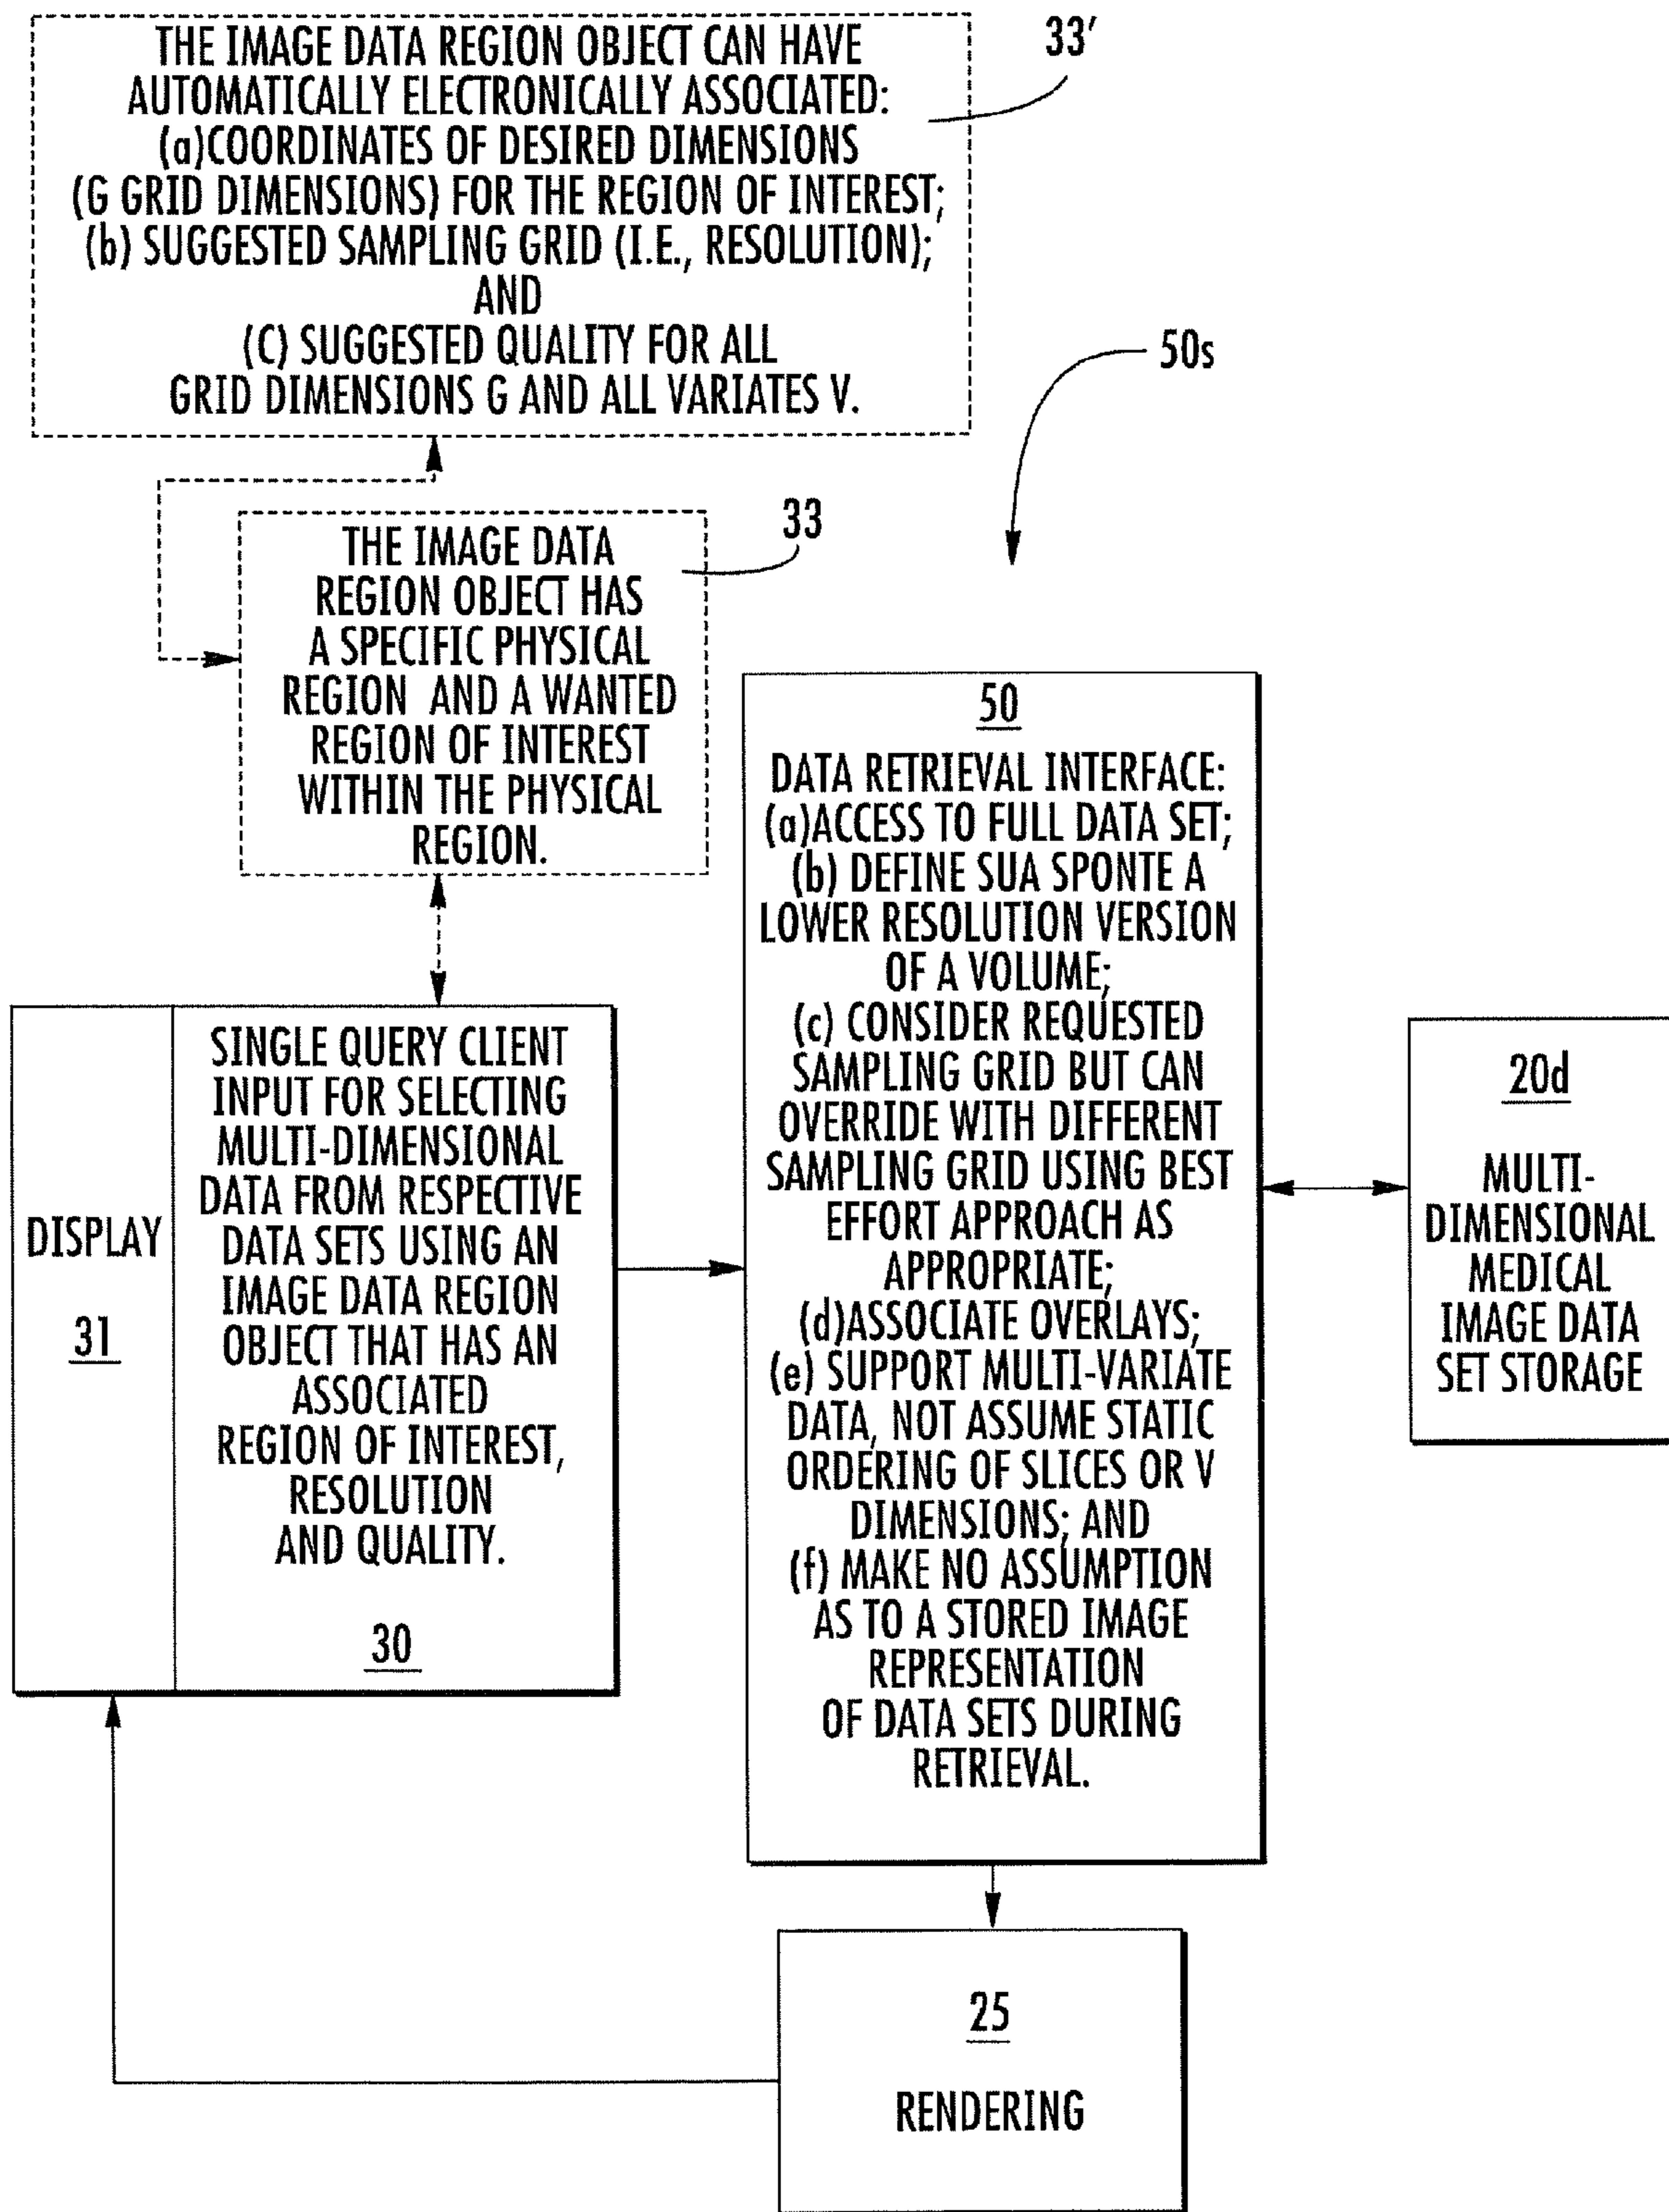 THE IMAGE DATA REGION OBJECT CAN HAVE
AUTOMATICALLY ELECTRONICALLY ASSOCIATED:
(a)COORDINATES OF DESIRED DIMENSIONS
(G GRID DIMENSIONS) FOR THE REGION OF INTEREST;
(b) SUGGESTED SAMPLING GRID (I.E., RESOLUTION);
AND
(C) SUGGESTED QUALITY FOR ALL
GRID DIMENSIONS G AND ALL VARIATES V.
33′
50s
THE IMAGE DATA
REGION OBJECT HAS
A SPECIFIC PHYSICAL
REGION AND A WANTED
REGION OF INTEREST
WITHIN THE PHYSICAL
REGION.
33
DISPLAY
31
SINGLE QUERY CLIENT
INPUT FOR SELECTING
MULTI-DIMENSIONAL
DATA FROM RESPECTIVE
DATA SETS USING AN
IMAGE DATA REGION
OBJECT THAT HAS AN
ASSOCIATED
REGION OF INTEREST,
RESOLUTION
AND QUALITY.
30
50
DATA RETRIEVAL INTERFACE:
(a)ACCESS TO FULL DATA SET;
(b) DEFINE SUA SPONTE A
LOWER RESOLUTION VERSION
OF A VOLUME;
(c) CONSIDER REQUESTED
SAMPLING GRID BUT CAN
OVERRIDE WITH DIFFERENT
SAMPLING GRID USING BEST
EFFORT APPROACH AS
APPROPRIATE;
(d)ASSOCIATE OVERLAYS;
(e) SUPPORT MULTI-VARIATE
DATA, NOT ASSUME STATIC
ORDERING OF SLICES OR V
DIMENSIONS; AND
(f) MAKE NO ASSUMPTION
AS TO A STORED IMAGE
REPRESENTATION
OF DATA SETS DURING
RETRIEVAL.
20d
MULTI-
DIMENSIONAL
MEDICAL
IMAGE DATA
SET STORAGE
25
RENDERING